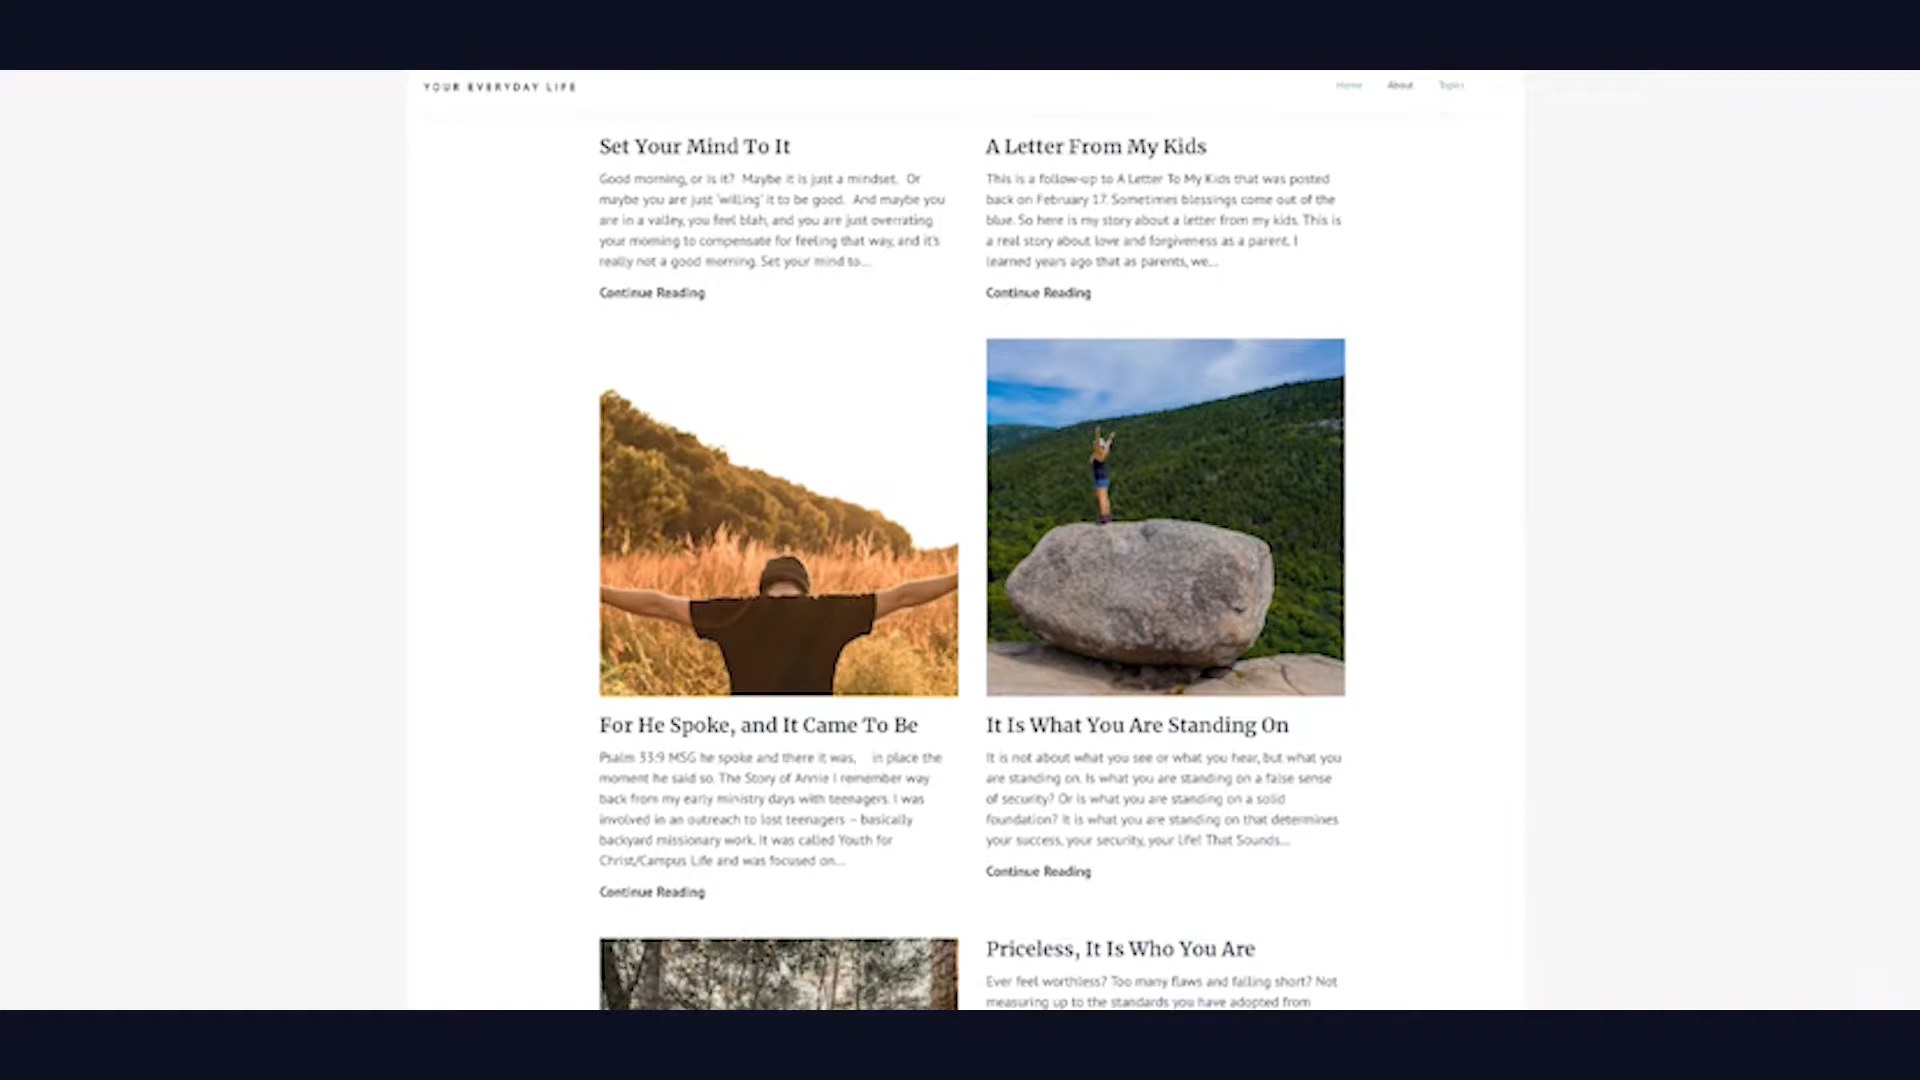 YOUR EVERYDAY LIFE
Home About Topics
Set Your Mind To It
Good morning, or is it? Maybe it is just a mindset. Or
maybe you are just 'willing' it to be good. And maybe you
are in a valley, you feel blah, and you are just overrating
your morning to compensate for feeling that way, and it's
really not a good morning. Set your mind to...
Continue Reading
A Letter From My Kids
This is a follow-up to A Letter To My Kids that was posted
back on February 17. Sometimes blessings come out of the
blue. So here is my story about a letter from my kids. This is
a real story about love and forgiveness as a parent. I
learned years ago that as parents, we...
Continue Reading
For He Spoke, and It Came To Be
Psalm 33:9 MSG he spoke and there it was, in place the
moment he said so. The Story of Annie I remember way
back from my early ministry days with teenagers. I was
involved in an outreach to lost teenagers – basically
backyard missionary work. It was called Youth for
Christ/Campus Life and was focused on...
Continue Reading
It Is What You Are Standing On
It is not about what you see or what you hear, but what you
are standing on. Is what you are standing on a false sense
of security? Or is what you are standing on a solid
foundation? It is what you are standing on that determines
your success, your security, your life! That Sounds...
Continue Reading
Priceless, It Is Who You Are
Ever feel worthless? Too many flaws and falling short? Not
measuring up to the standards you have adopted from